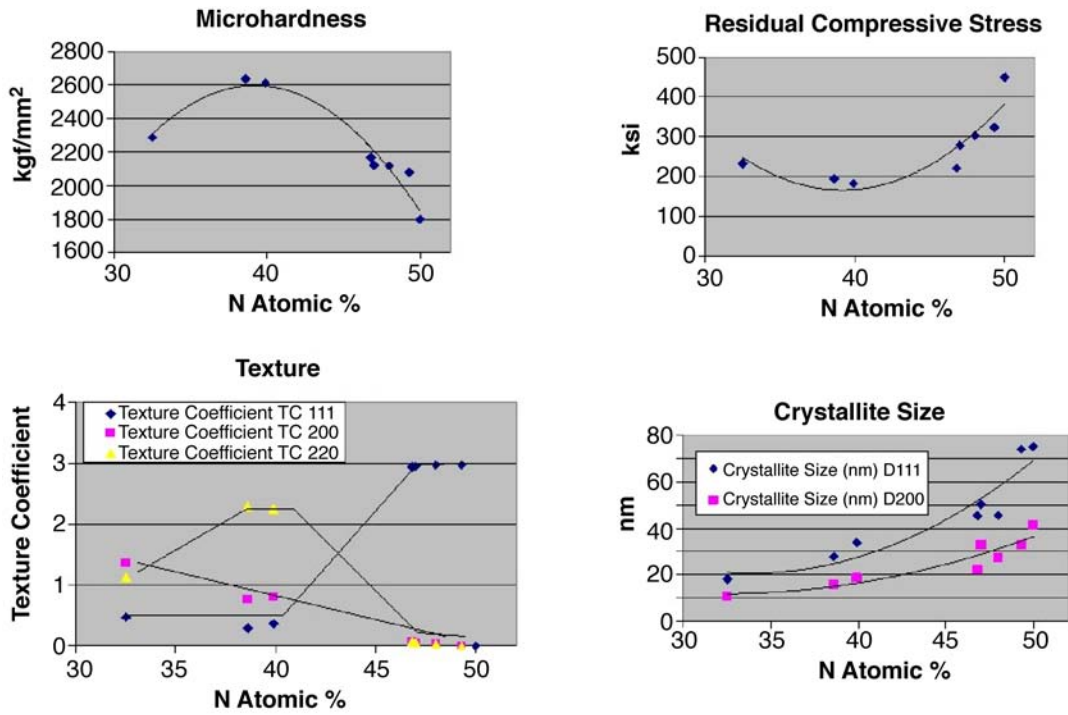 Microhardness
2800
2600
2400
2200
2000
1800
1600
30
40
50
kgf/mm²
N Atomic %
Residual Compressive Stress
500
400
300
200
100
0
30
40
50
ksi
N Atomic %
Texture
4
3
2
1
0
30
35
40
45
50
Texture Coefficient
Texture Coefficient TC 111
Texture Coefficient TC 200
Texture Coefficient TC 220
N Atomic %
Crystallite Size
80
60
40
20
0
30
35
40
45
50
nm
Crystallite Size (nm) D111
Crystallite Size (nm) D200
N Atomic %